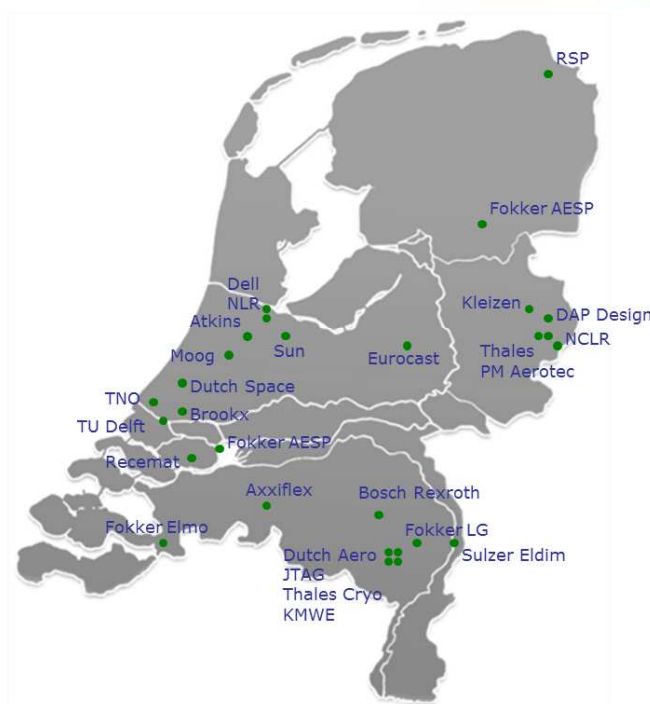 RSP
Fokker AESP
Dell
NLR
Kleizen
DAP Design
Atkins
NCLR
Sun
Moog
Eurocast
Thales
PM Aerotec
Dutch Space
TNO
Brookx
TU Delft
Fokker AESP
Recemat
Axxiflex
Bosch Rexroth
Fokker Elmo
Fokker LG
Dutch Aero
Sulzer Eldim
JTAG
Thales Cryo
KMWE